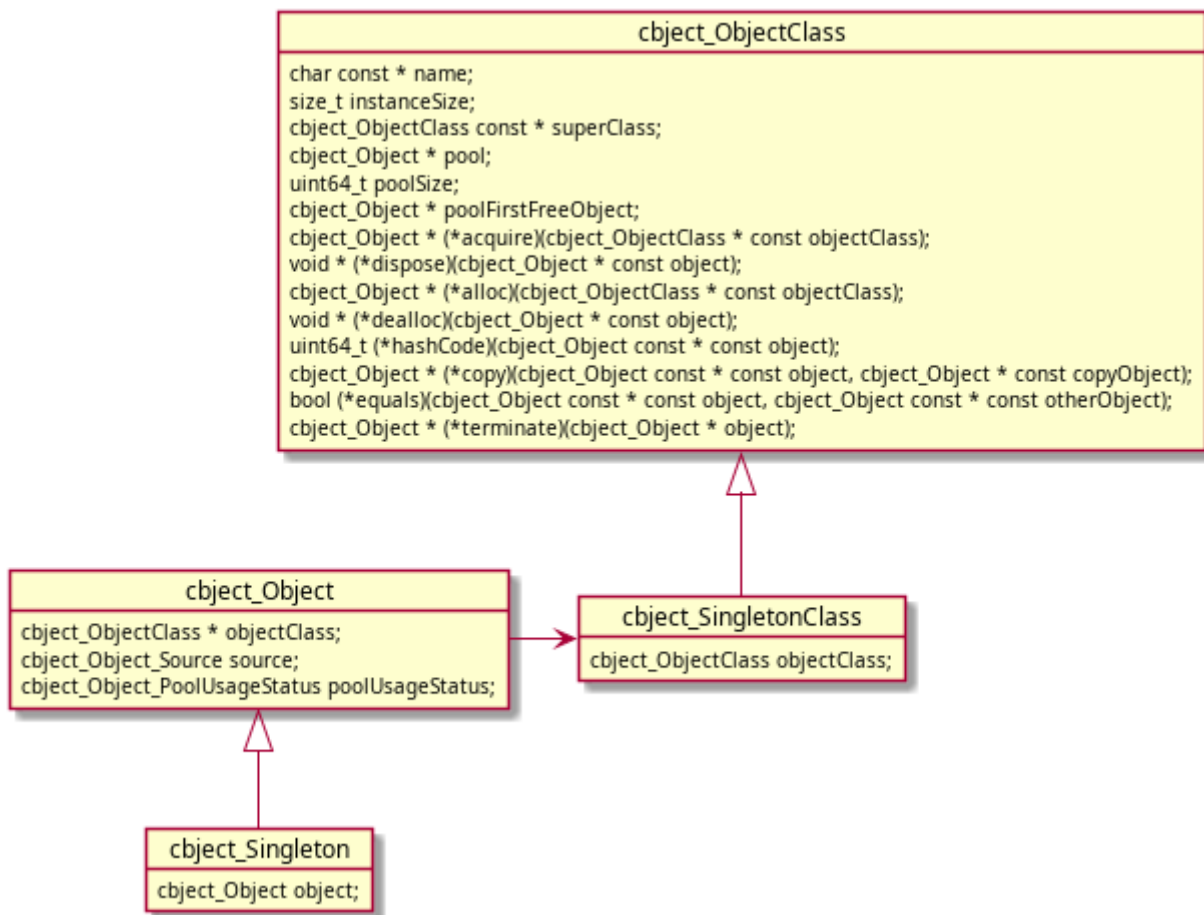 cbject_ObjectClass
char const * name;
size_t instanceSize;
cbject_ObjectClass const * superClass;
cbject_Object * pool;
uint64_t poolSize;
cbject_Object * poolFirstFreeObject;
cbject_Object * (*acquire)(cbject_ObjectClass * const objectClass);
void * (*dispose)(cbject_Object * const object);
cbject_Object * (*alloc)(cbject_ObjectClass * const objectClass);
void * (*dealloc)(cbject_Object * const object);
uint64_t (*hashCode)(cbject_Object const * const object);
cbject_Object * (*copy)(cbject_Object const * const object, cbject_Object * const copyObject);
bool (*equals)(cbject_Object const * const object, cbject_Object const * const otherObject);
cbject_Object * (*terminate)(cbject_Object * object);
cbject_Object
cbject_ObjectClass * objectClass;
cbject_Object_Source source;
cbject_Object_PoolUsageStatus poolUsageStatus;
cbject_SingletonClass
cbject_ObjectClass objectClass;
cbject_Singleton
cbject_Object object;